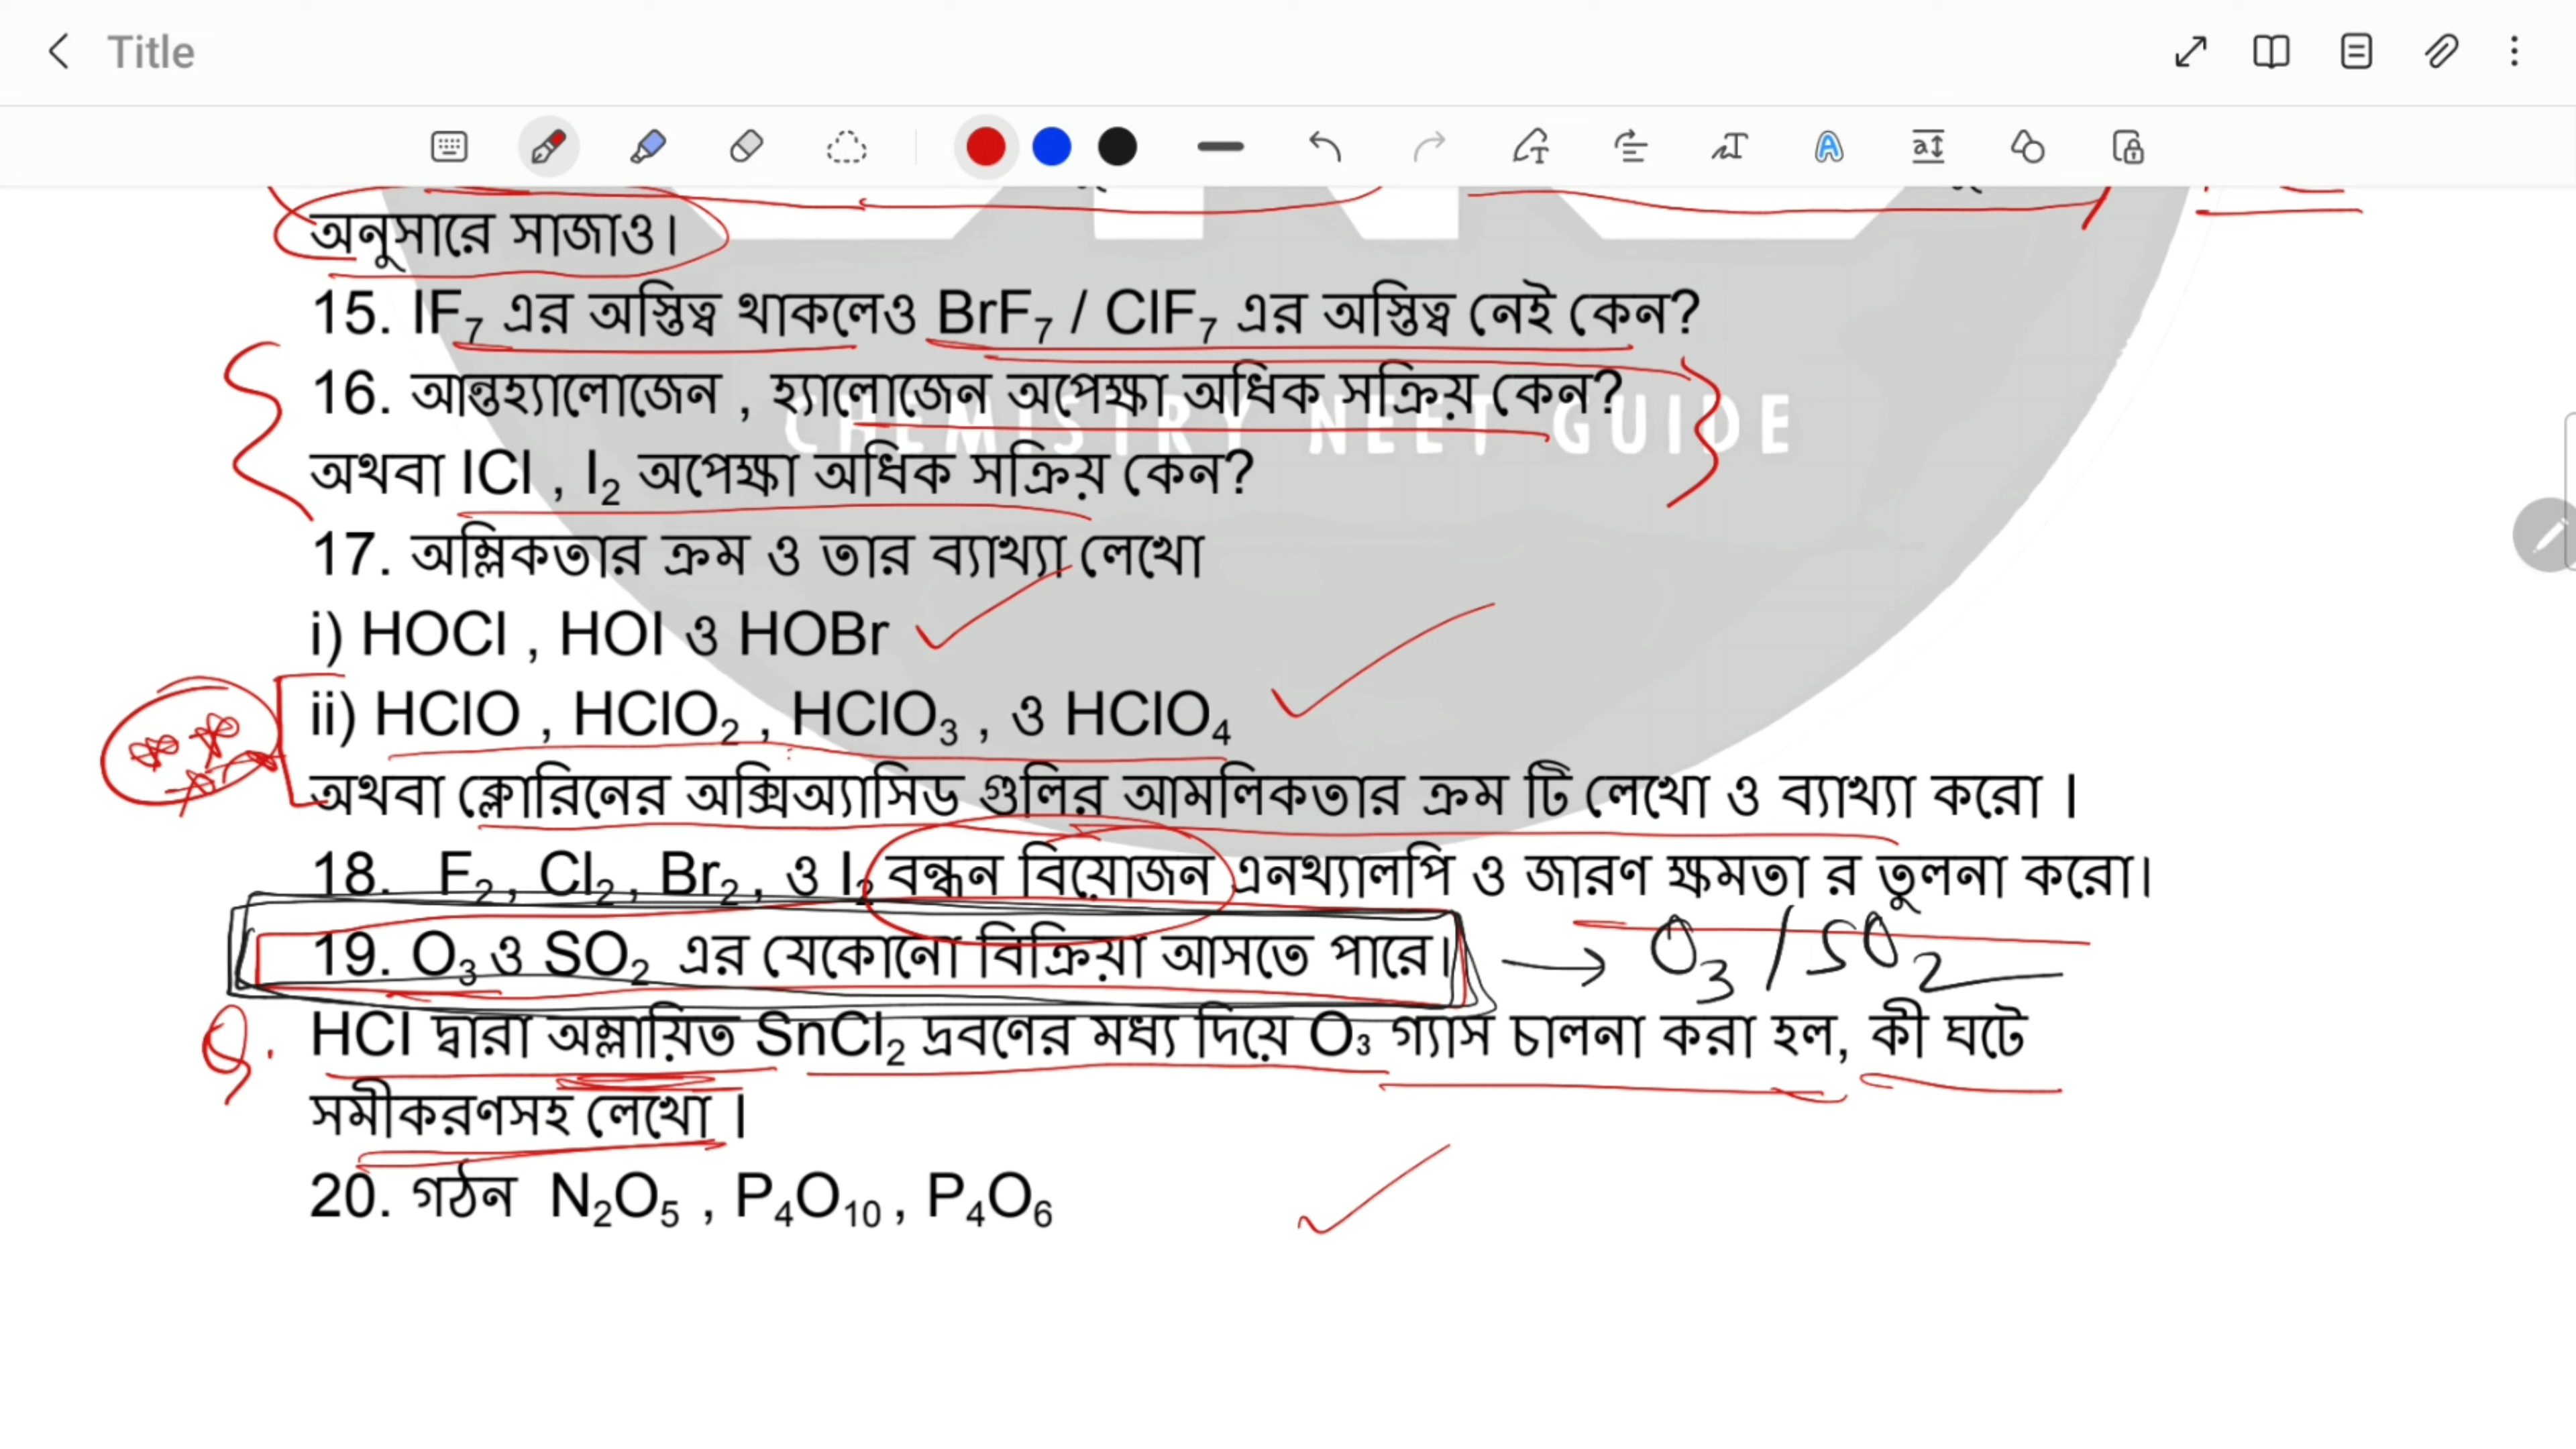 Title
অনুসারে সাজাও।
15. IF₇ এর অস্তিত্ব থাকলেও BrF₇ / ClF₇ এর অস্তিত্ব নেই কেন?
16. আন্তহ্যালোজেন , হ্যালোজেন অপেক্ষা অধিক সক্রিয় কেন?
CHEMISTRY NEET GUIDE
অথবা ICl , I₂ অপেক্ষা অধিক সক্রিয় কেন?
17. অম্লিকতার ক্রম ও তার ব্যাখ্যা লেখো
i) HOCl , HOI ও HOBr
ii) HClO , HClO₂ , HClO₃ , ও HClO₄
অথবা ক্লোরিনের অক্সিঅ্যাসিড গুলির আমলিকতার ক্রম টি লেখো ও ব্যাখ্যা করো ।
18. F₂ , Cl₂ , Br₂ , ও I₂ বন্ধন বিয়োজন এনথ্যালপি ও জারণ ক্ষমতা র তুলনা করো।
19. O₃ ও SO₂ এর যেকোনো বিক্রিয়া আসতে পারে। → O₃ / SO₂
Q. HCl দ্বারা অম্লায়িত SnCl₂ দ্রবণের মধ্য দিয়ে O₃ গ্যাস চালনা করা হল, কী ঘটে
সমীকরণসহ লেখো ।
20. গঠন N₂O₅ , P₄O₁₀ , P₄O₆